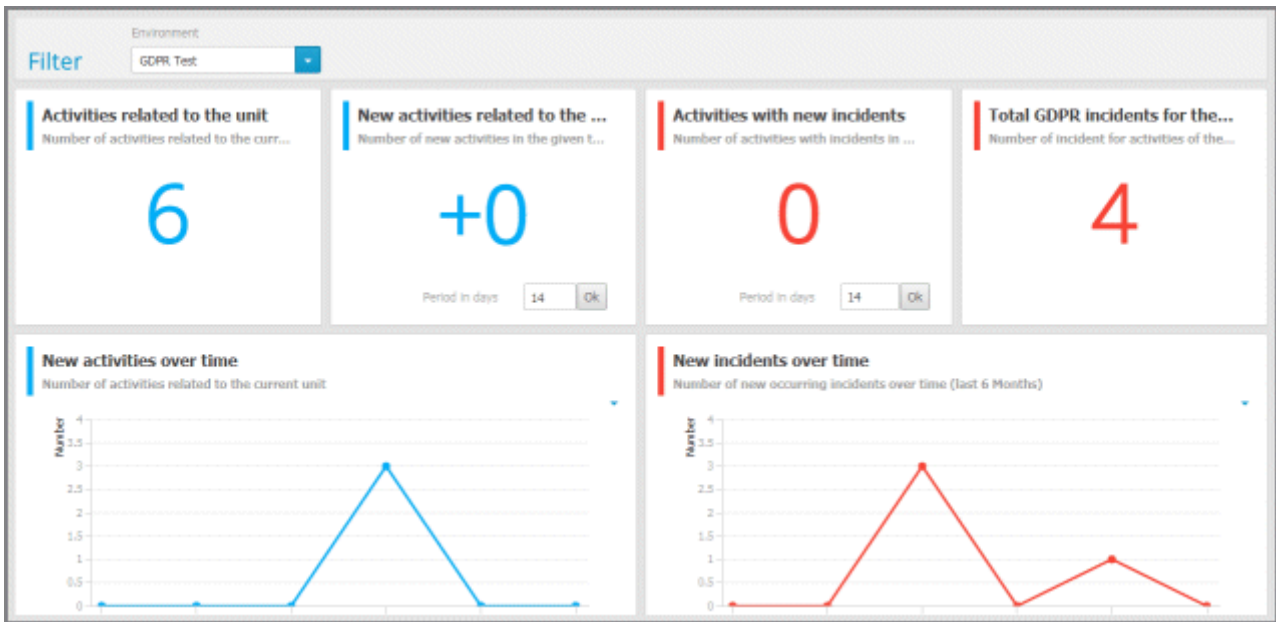 Environment
Filter
GDPR Test
Activities related to the unit
Number of activities related to the curr...
6
New activities related to the ...
Number of new activities in the given t...
+0
Period in days 14 Ok
Activities with new incidents
Number of activities with incidents in ...
0
Period in days 14 Ok
Total GDPR incidents for the...
Number of incident for activities of the...
4
New activities over time
Number of activities related to the current unit
Number
4
3.5
3
2.5
2
1.5
1
0.5
0
New incidents over time
Number of new occurring incidents over time (last 6 Months)
Number
4
3.5
3
2.5
2
1.5
1
0.5
0